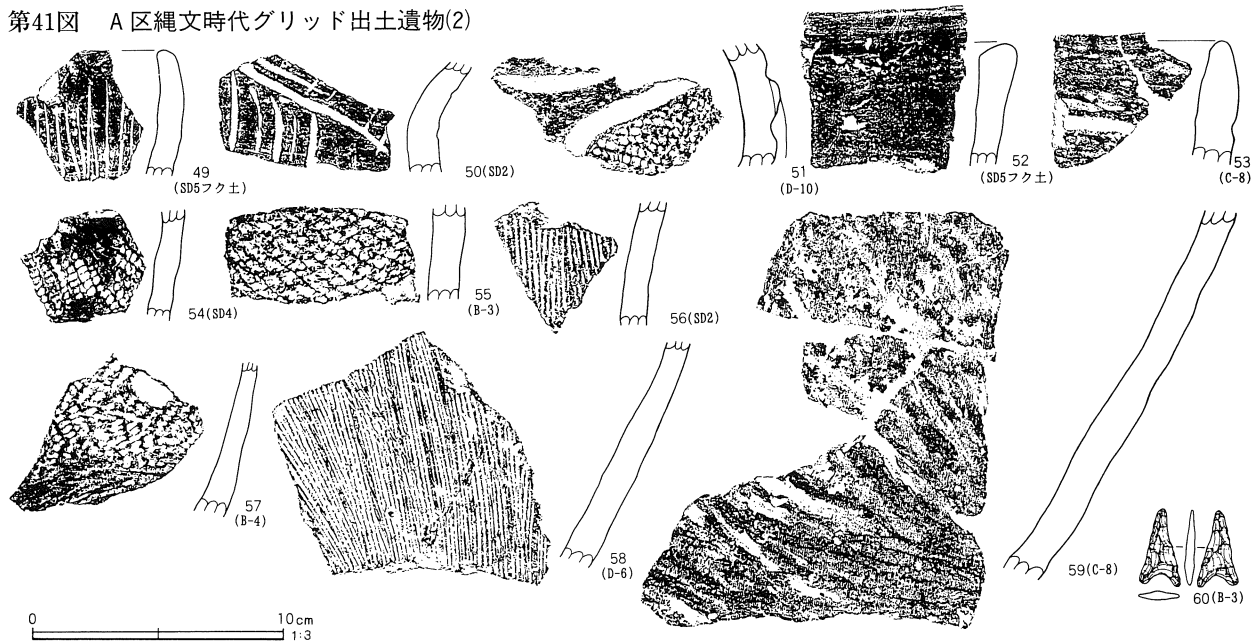 第41図 A区縄文時代グリッド出土遺物(2)
49
(SD5フク土)
50(SD2)
51
(D-10)
52
(SD5フク土)
53
(C-8)
54(SD4)
55
(B-3)
56(SD2)
57
(B-4)
58
(D-6)
59(C-8)
60(B-3)
0 10cm
1:3